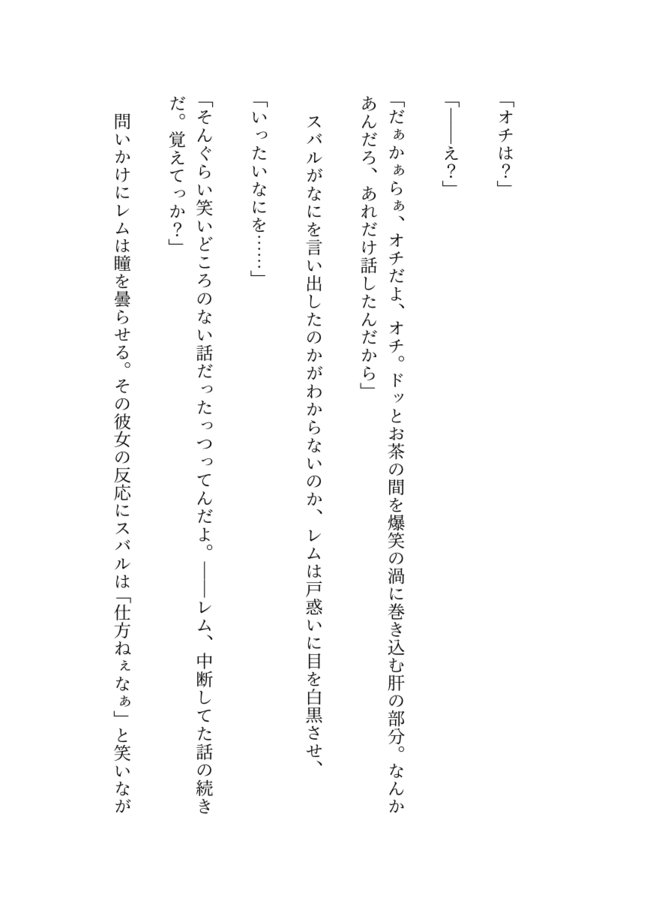 「オチは?」
「――え?」
「だぁかぁらぁ、オチだよ、オチ。ドッとお茶の間を爆笑の渦に巻き込む肝の部分。なんか
あんだろ、あれだけ話したんだから」
スバルがなにを言い出したのかがわからないのか、レムは戸惑いに目を白黒させ、
「いったいなにを……」
「そんぐらい笑いどころのない話だったっつってんだよ。――レム、中断してた話の続き
だ。覚えてっか?」
問いかけにレムは瞳を曇らせる。その彼女の反応にスバルは「仕方ねぇなぁ」と笑いなが